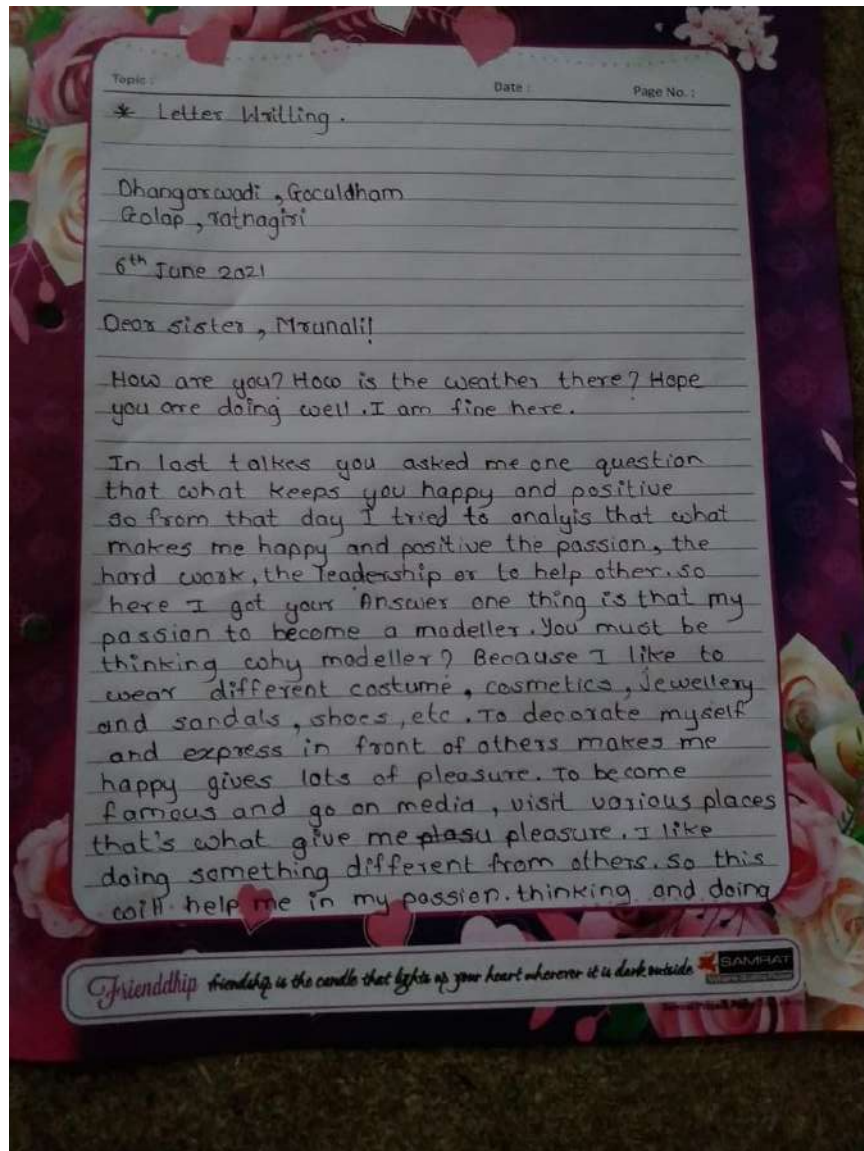 Topic :
Date :
Page No. :
* Letter Writting.
Dhangarwadi, Gocaldham
Golap, ratnagiri
6th June 2021
Dear sister, Mrunali!
How are you? How is the weather there? Hope
you are doing well. I am fine here.
In last talkes you asked me one question
that what keeps you happy and positive
so from that day I tried to analyis that what
makes me happy and positive the passion, the
hard work, the leadership or to help other. so
here I got your Answer one thing is that my
passion to become a modeller. You must be
thinking why modeller? Because I like to
wear different costume, cosmetics, Jewellery
and sandals, shoes, etc. To decorate myself
and express in front of others makes me
happy gives lots of pleasure. To become
famous and go on media, visit various places
that's what give me plasu pleasure. I like
doing something different from others. so this
will help me in my passion. thinking and doing
Frienddhip friendship is the candle that lights up your heart wherever it is dark outside SAMRAT